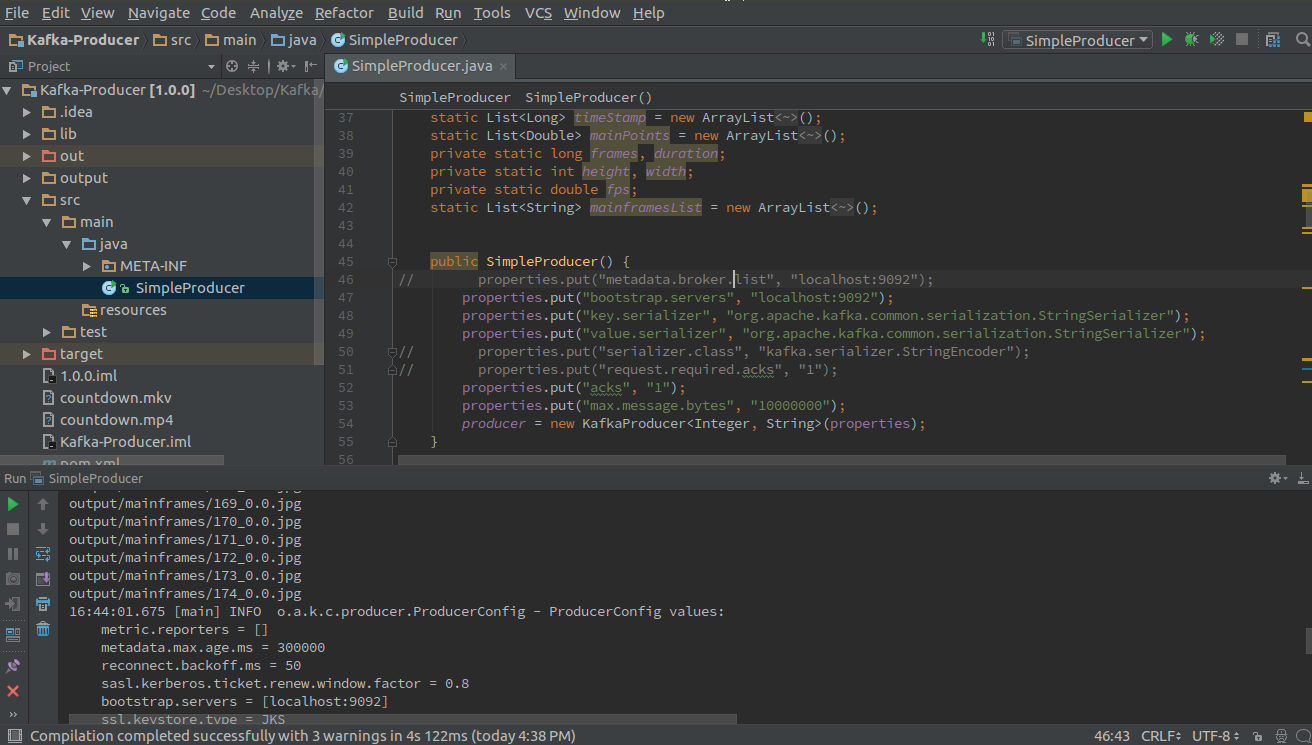 File Edit View Navigate Code Analyze Refactor Build Run Tools VCS Window Help
Kafka-Producer src main java SimpleProducer SimpleProducer
Project SimpleProducer.java
Kafka-Producer [1.0.0] ~/Desktop/Kafka/
.idea
lib
out
output
src
main
java
META-INF
SimpleProducer
resources
test
target
1.0.0.iml
countdown.mkv
countdown.mp4
Kafka-Producer.iml
pom.xml
SimpleProducer SimpleProducer()
37 static List<Long> timeStamp = new ArrayList<~>();
38 static List<Double> mainPoints = new ArrayList<~>();
39 private static long frames, duration;
40 private static int height, width;
41 private static double fps;
42 static List<String> mainframesList = new ArrayList<~>();
43
44
45 public SimpleProducer() {
46 // properties.put("metadata.broker.list", "localhost:9092");
47 properties.put("bootstrap.servers", "localhost:9092");
48 properties.put("key.serializer", "org.apache.kafka.common.serialization.StringSerializer");
49 properties.put("value.serializer", "org.apache.kafka.common.serialization.StringSerializer");
50 // properties.put("serializer.class", "kafka.serializer.StringEncoder");
51 // properties.put("request.required.acks", "1");
52 properties.put("acks", "1");
53 properties.put("max.message.bytes", "10000000");
54 producer = new KafkaProducer<Integer, String>(properties);
55 }
56
Run SimpleProducer
output/mainframes/169_0.0.jpg
output/mainframes/170_0.0.jpg
output/mainframes/171_0.0.jpg
output/mainframes/172_0.0.jpg
output/mainframes/173_0.0.jpg
output/mainframes/174_0.0.jpg
16:44:01.675 [main] INFO o.a.k.c.producer.ProducerConfig - ProducerConfig values:
metric.reporters = []
metadata.max.age.ms = 300000
reconnect.backoff.ms = 50
sasl.kerberos.ticket.renew.window.factor = 0.8
bootstrap.servers = [localhost:9092]
ssl.keystore.type = JKS
Compilation completed successfully with 3 warnings in 4s 122ms (today 4:38 PM) 46:43 CRLF UTF-8